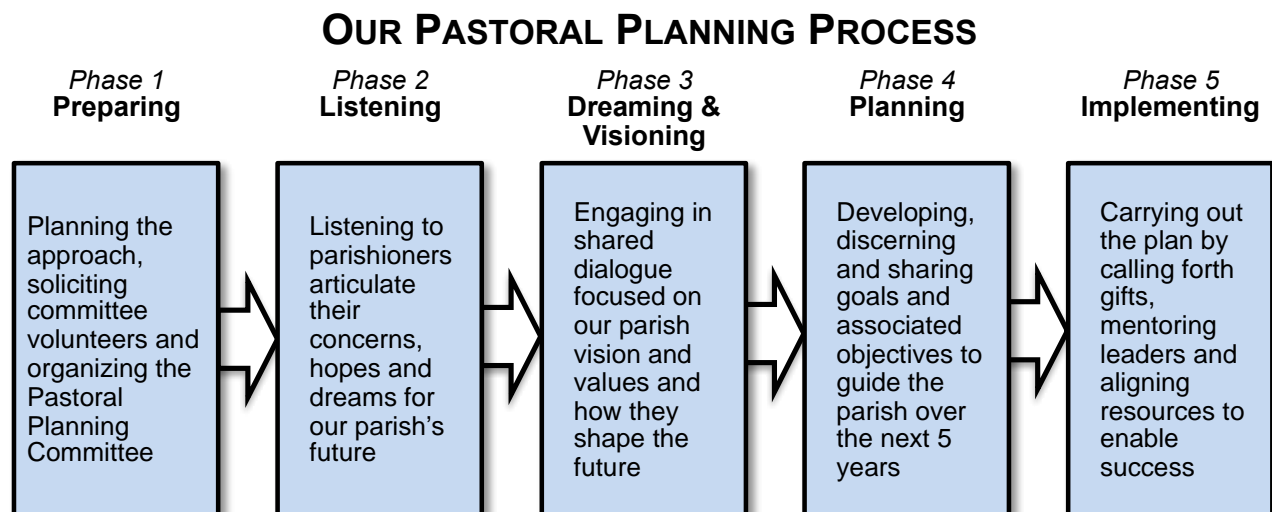 OUR PASTORAL PLANNING PROCESS
Phase 1
Preparing
Phase 2
Listening
Phase 3
Dreaming &
Visioning
Phase 4
Planning
Phase 5
Implementing
Planning the
approach,
soliciting
committee
volunteers and
organizing the
Pastoral
Planning
Committee
Listening to
parishioners
articulate
their
concerns,
hopes and
dreams for
our parish’s
future
Engaging in
shared
dialogue
focused on
our parish
vision and
values and
how they
shape the
future
Developing,
discerning
and sharing
goals and
associated
objectives to
guide the
parish over
the next 5
years
Carrying out
the plan by
calling forth
gifts,
mentoring
leaders and
aligning
resources to
enable
success